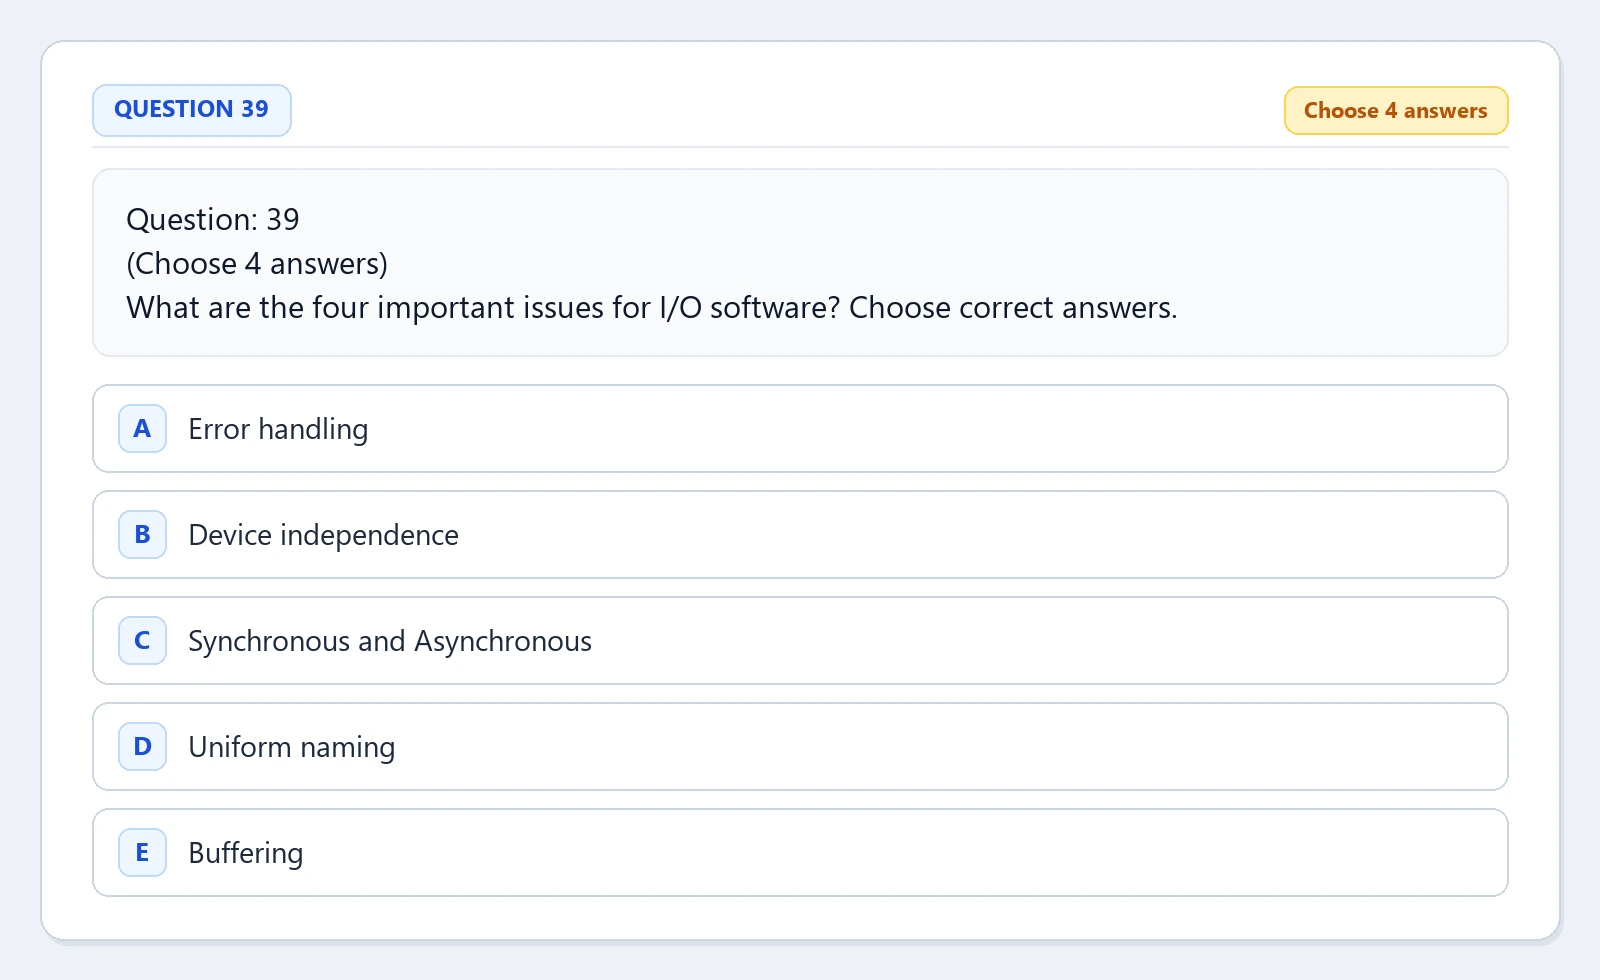 QUESTION 39
Choose 4 answers
Question: 39
(Choose 4 answers)
What are the four important issues for I/O software? Choose correct answers.
A Error handling
B Device independence
C Synchronous and Asynchronous
D Uniform naming
E Buffering